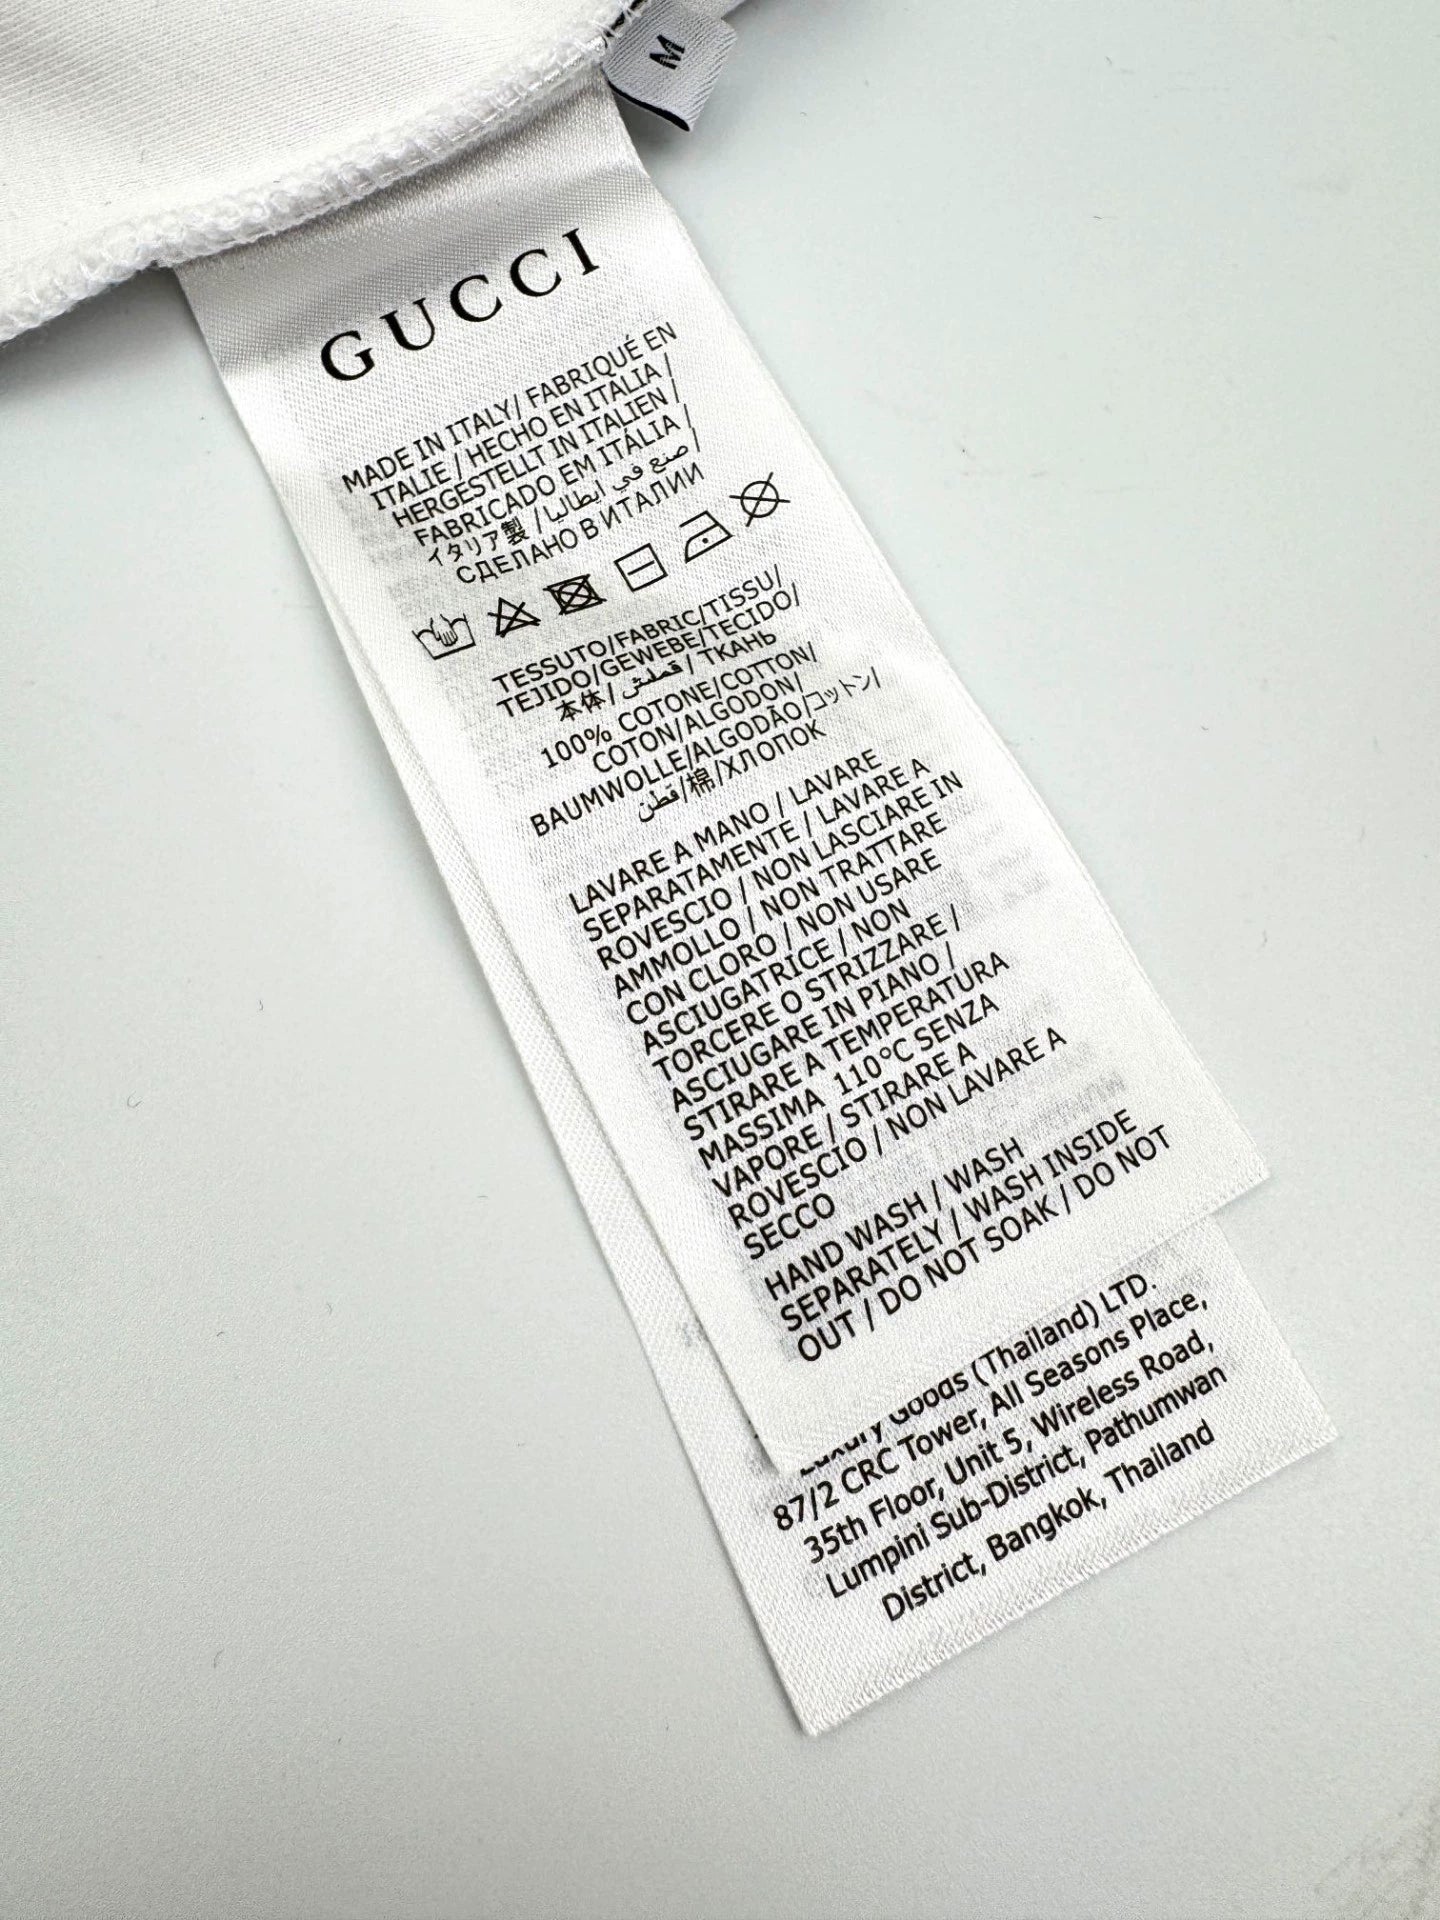 M
GUCCI
MADE IN ITALY/ FABRIQUÉ EN
ITALIE / HECHO EN ITALIA /
HERGESTELLT IN ITALIEN /
FABRICADO EM ITÁLIA /
イタリア製 / صنع في ايطاليا /
СДЕЛАНО В ИТАЛИИ
TESSUTO/FABRIC/TISSU/
TEJIDO/GEWEBE/TECIDO/
本体/ قماش / ТКАНЬ
100% COTONE/COTTON/
COTON/ALGODON/
BAUMWOLLE/ALGODÃO/コットン/
قطن/棉/ХЛОПОК
LAVARE A MANO / LAVARE
SEPARATAMENTE / LAVARE A
ROVESCIO / NON LASCIARE IN
AMMOLLO / NON TRATTARE
CON CLORO / NON USARE
ASCIUGATRICE / NON
TORCERE O STRIZZARE /
ASCIUGARE IN PIANO /
STIRARE A TEMPERATURA
MASSIMA 110°C SENZA
VAPORE / STIRARE A
ROVESCIO / NON LAVARE A
SECCO
HAND WASH / WASH
SEPARATELY / WASH INSIDE
OUT / DO NOT SOAK / DO NOT
Luxury Goods (Thailand) LTD.
87/2 CRC Tower, All Seasons Place,
35th Floor, Unit 5, Wireless Road,
Lumpini Sub-District, Pathumwan
District, Bangkok, Thailand